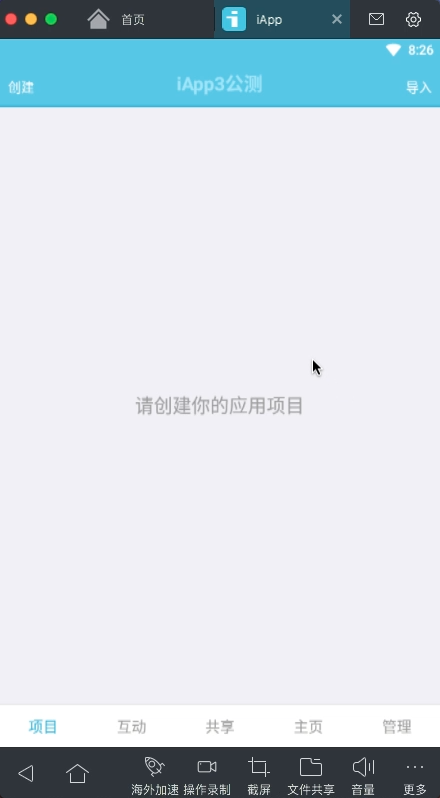 首页
iApp
8:26
创建
iApp3公测
导入
请创建你的应用项目
项目
互动
共享
主页
管理
海外加速
操作录制
截屏
文件共享
音量
更多